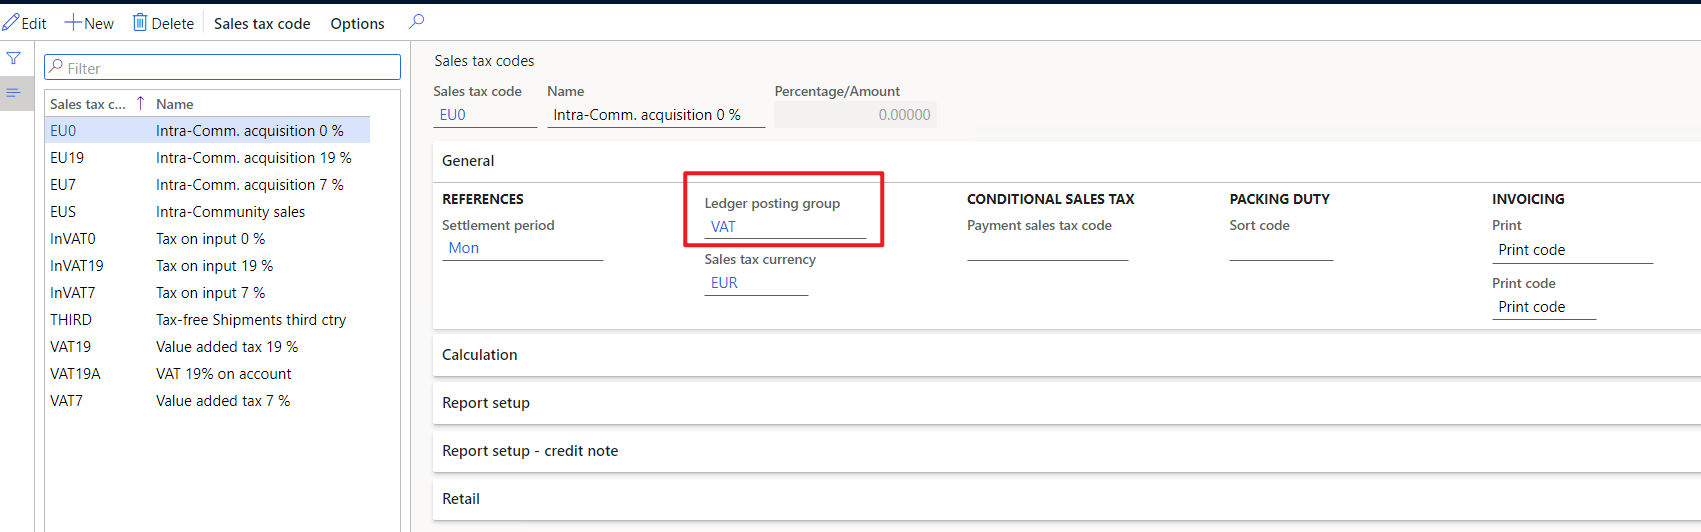 Edit New Delete Sales tax code Options
Filter
Sales tax c... Name
EU0 Intra-Comm. acquisition 0 %
EU19 Intra-Comm. acquisition 19 %
EU7 Intra-Comm. acquisition 7 %
EUS Intra-Community sales
InVAT0 Tax on input 0 %
InVAT19 Tax on input 19 %
InVAT7 Tax on input 7 %
THIRD Tax-free Shipments third ctry
VAT19 Value added tax 19 %
VAT19A VAT 19% on account
VAT7 Value added tax 7 %
Sales tax codes
Sales tax code Name Percentage/Amount
EU0 Intra-Comm. acquisition 0 % 0.00000
General
REFERENCES
Settlement period
Mon
Ledger posting group
VAT
Sales tax currency
EUR
CONDITIONAL SALES TAX
Payment sales tax code
PACKING DUTY
Sort code
INVOICING
Print
Print code
Print code
Print code
Calculation
Report setup
Report setup - credit note
Retail